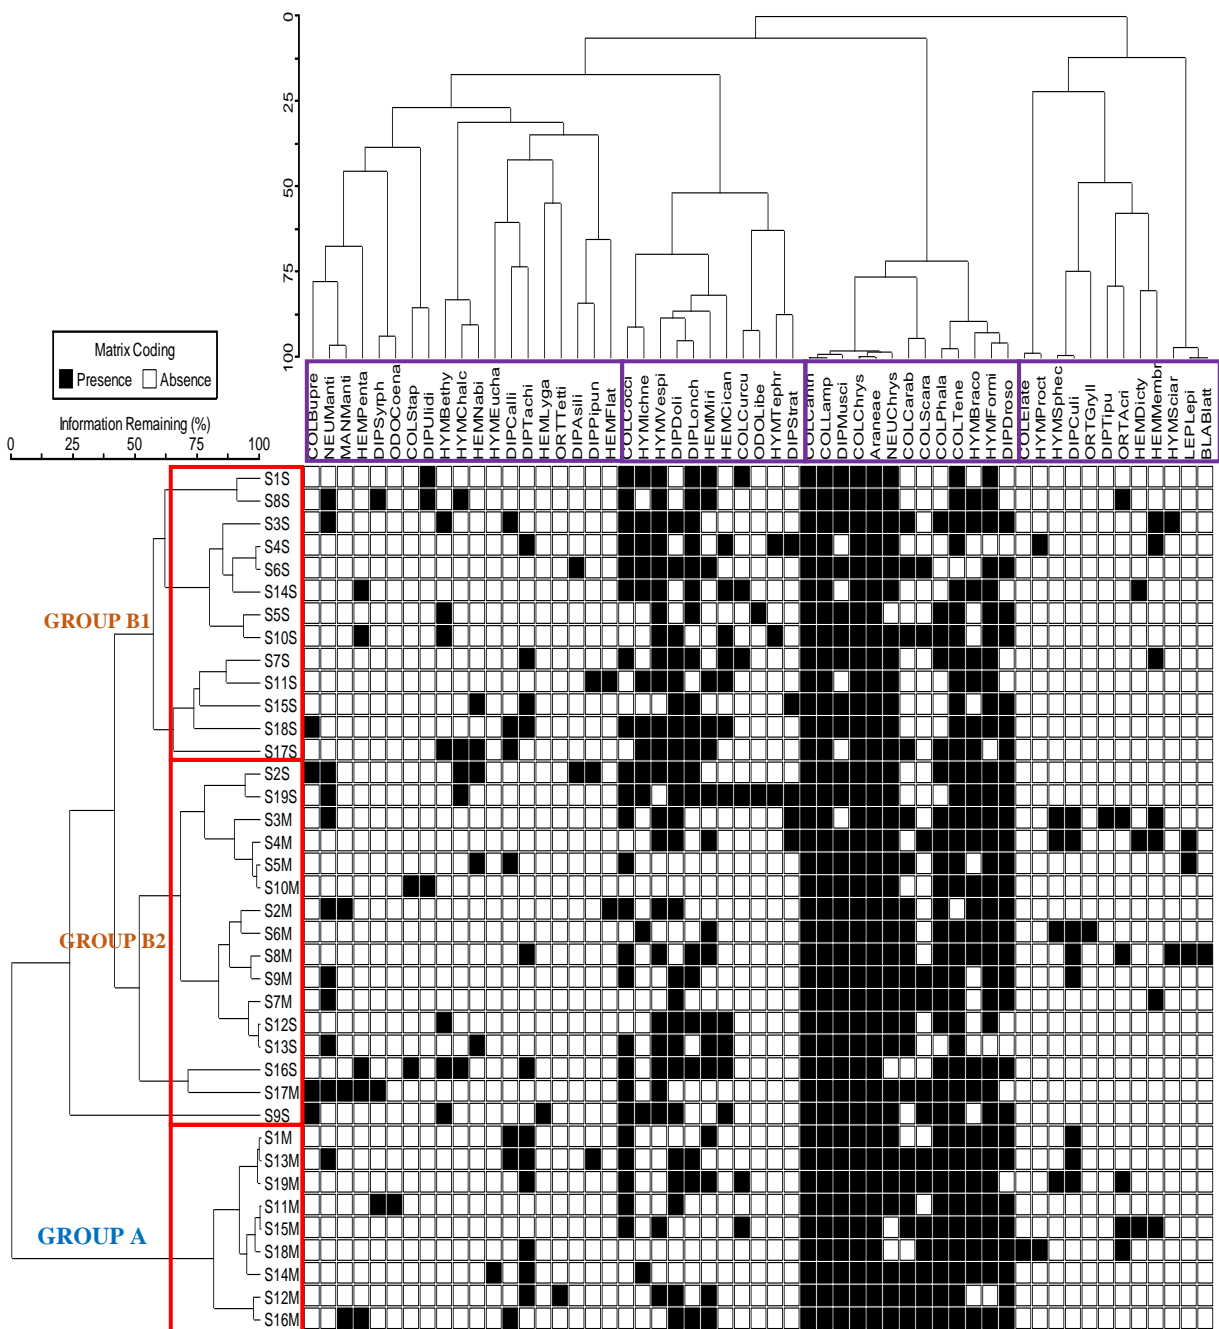 0
25
50
75
100
Matrix Coding
Presence Absence
Information Remaining (%)
0 25 50 75 100
COLBupre
NEUManti
MANManti
HEMPenta
DIPSyrph
ODOCoena
COLStap
DIPUlidi
HYMBethy
HYMChalc
HEMNabi
HYMEucha
DIPCalli
DIPTachi
HEMLyga
ORTTetti
DIPAsili
DIPPipun
HEMFlat
COLCocci
HYMIchne
HYMVespi
DIPDoli
DIPLonch
HEMMiri
HEMCican
COLCurcu
ODOLibe
HYMTephr
DIPStrat
COLCanth
COLLamp
DIPMusci
COLChrys
Araneae
NEUChrys
COLCarab
COLScara
COLPhala
COLTene
HYMBraco
HYMFormi
DIPDroso
COLElate
HYMProct
HYMSphec
DIPCuli
ORTGryll
DIPTipu
ORTAcri
HEMDicty
HEMMembr
HYMSciar
LEPLepi
BLABlatt
S1S
S8S
S3S
S4S
S6S
S14S
GROUP B1
S5S
S10S
S7S
S11S
S15S
S18S
S17S
S2S
S19S
S3M
S4M
S5M
S10M
S2M
S6M
GROUP B2
S8M
S9M
S7M
S12S
S13S
S16S
S17M
S9S
S1M
S13M
S19M
S11M
S15M
GROUP A
S18M
S14M
S12M
S16M